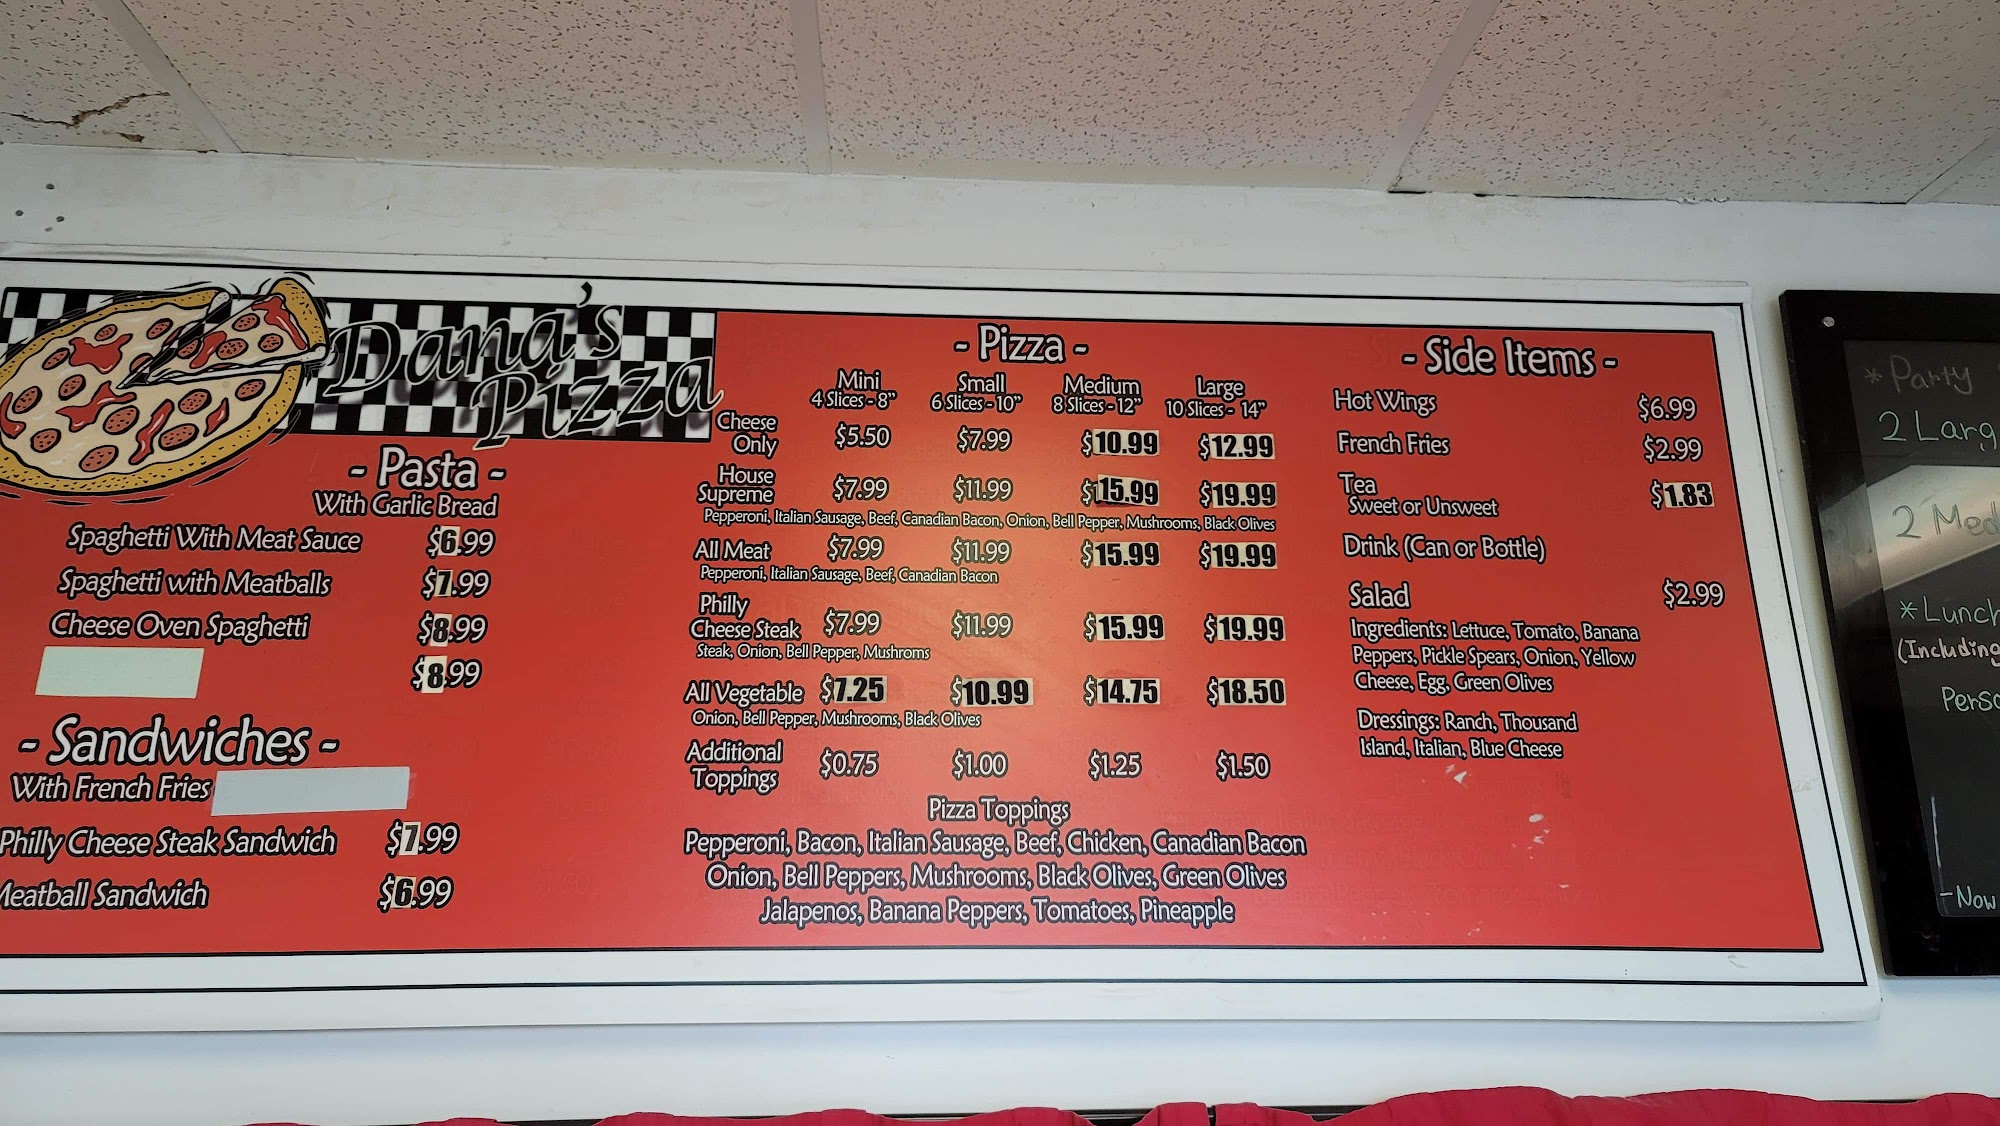 Dana's
Pizza
- Pasta -
With Garlic Bread
Spaghetti With Meat Sauce $6.99
Spaghetti with Meatballs $7.99
Cheese Oven Spaghetti $8.99
$8.99
- Sandwiches -
With French Fries
Philly Cheese Steak Sandwich $7.99
Meatball Sandwich $6.99
- Pizza -
Mini Small Medium Large
4 Slices - 8" 6 Slices - 10" 8 Slices - 12" 10 Slices - 14"
Cheese
Only $5.50 $7.99 $10.99 $12.99
House
Supreme $7.99 $11.99 $15.99 $19.99
Pepperoni, Italian Sausage, Beef, Canadian Bacon, Onion, Bell Pepper, Mushrooms, Black Olives
All Meat $7.99 $11.99 $15.99 $19.99
Pepperoni, Italian Sausage, Beef, Canadian Bacon
Philly
Cheese Steak $7.99 $11.99 $15.99 $19.99
Steak, Onion, Bell Pepper, Mushroms
All Vegetable $7.25 $10.99 $14.75 $18.50
Onion, Bell Pepper, Mushrooms, Black Olives
Additional
Toppings $0.75 $1.00 $1.25 $1.50
Pizza Toppings
Pepperoni, Bacon, Italian Sausage, Beef, Chicken, Canadian Bacon
Onion, Bell Peppers, Mushrooms, Black Olives, Green Olives
Jalapenos, Banana Peppers, Tomatoes, Pineapple
- Side Items -
Hot Wings $6.99
French Fries $2.99
Tea $1.83
Sweet or Unsweet
Drink (Can or Bottle)
Salad $2.99
Ingredients: Lettuce, Tomato, Banana
Peppers, Pickle Spears, Onion, Yellow
Cheese, Egg, Green Olives
Dressings: Ranch, Thousand
Island, Italian, Blue Cheese
* Party
2 Larg
2 Med
* Lunch
(Including
Perso
- Now